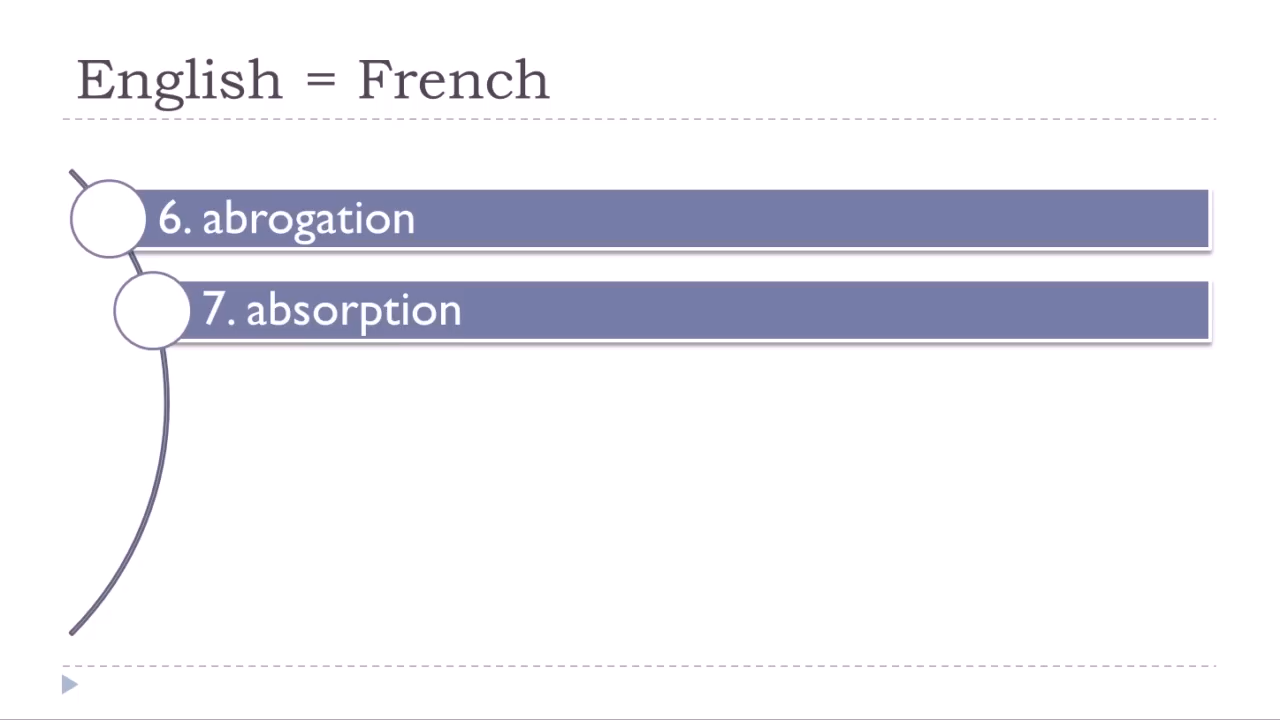 English = French
6. abrogation
7. absorption